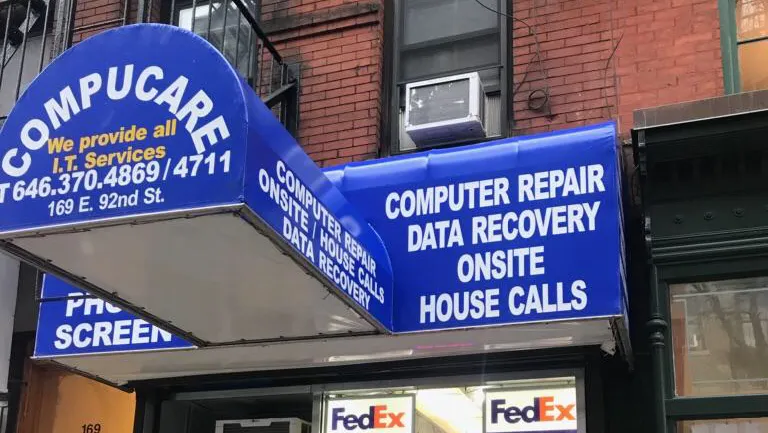 COMPUCARE
We provide all
I.T. Services
T 646.370.4869/4711
169 E. 92nd St.
COMPUTER REPAIR
ONSITE / HOUSE CALLS
DATA RECOVERY
COMPUTER REPAIR
DATA RECOVERY
ONSITE
HOUSE CALLS
SCREEN
169
FedEx
FedEx